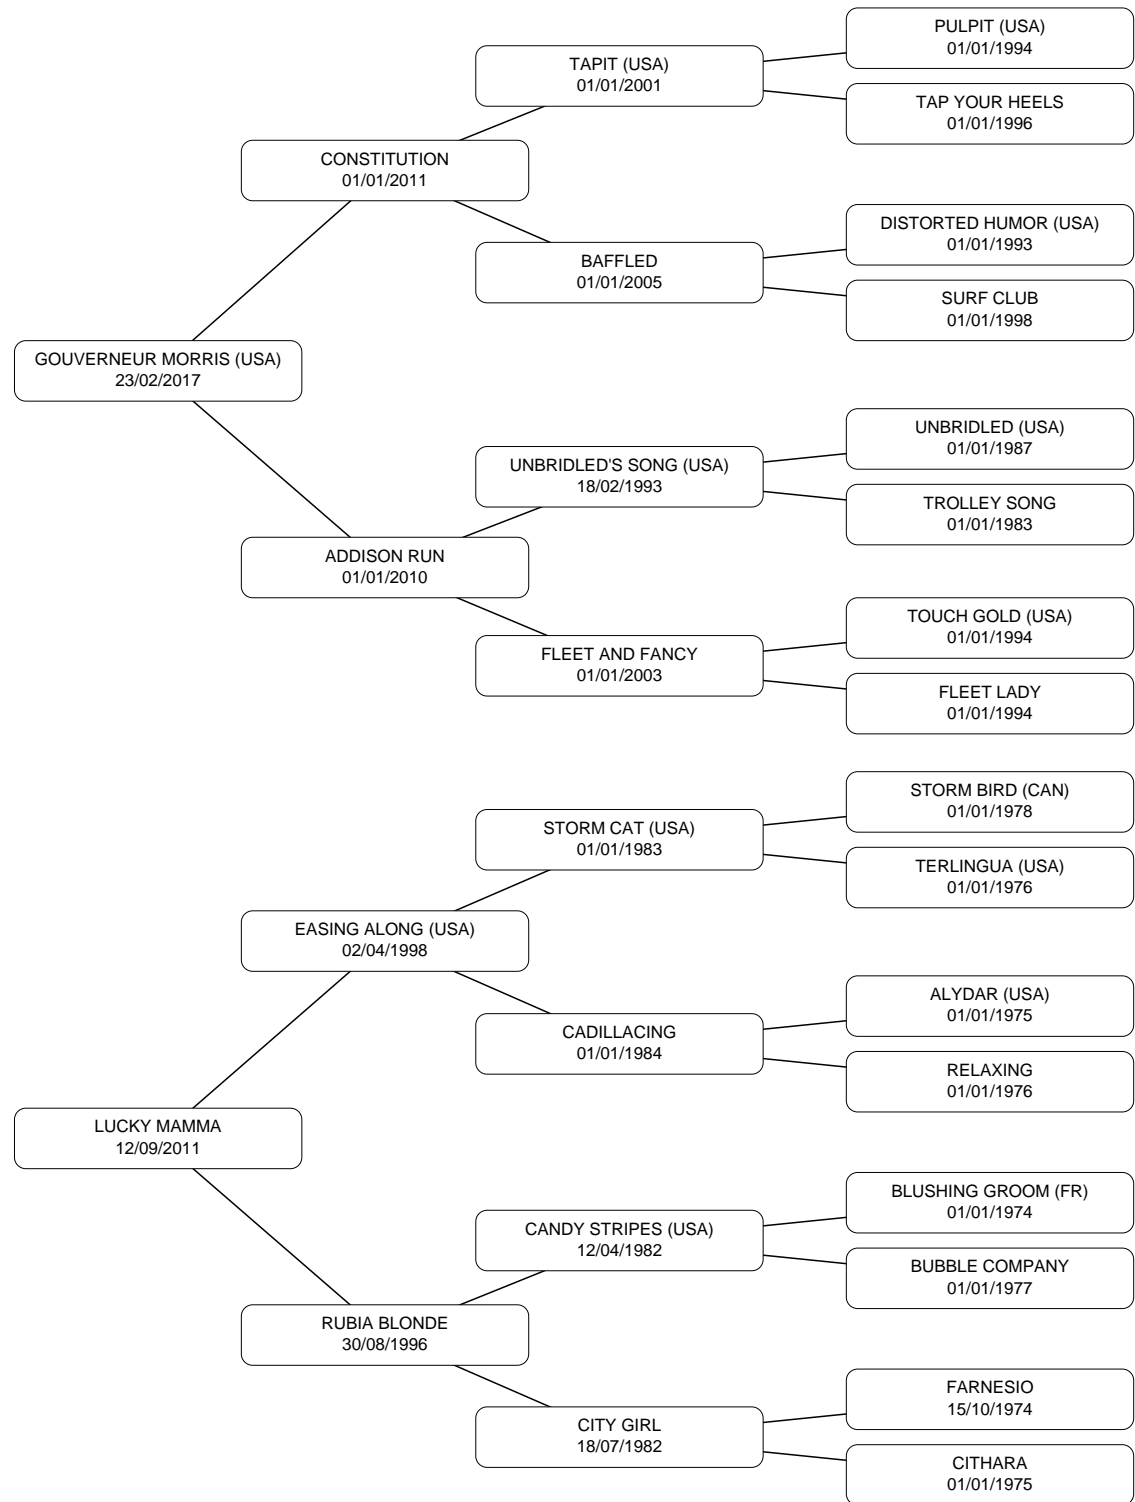 PULPIT (USA)
01/01/1994
TAPIT (USA)
01/01/2001
TAP YOUR HEELS
01/01/1996
CONSTITUTION
01/01/2011
DISTORTED HUMOR (USA)
01/01/1993
BAFFLED
01/01/2005
SURF CLUB
01/01/1998
GOUVERNEUR MORRIS (USA)
23/02/2017
UNBRIDLED (USA)
01/01/1987
UNBRIDLED'S SONG (USA)
18/02/1993
TROLLEY SONG
01/01/1983
ADDISON RUN
01/01/2010
TOUCH GOLD (USA)
01/01/1994
FLEET AND FANCY
01/01/2003
FLEET LADY
01/01/1994
STORM BIRD (CAN)
01/01/1978
STORM CAT (USA)
01/01/1983
TERLINGUA (USA)
01/01/1976
EASING ALONG (USA)
02/04/1998
ALYDAR (USA)
01/01/1975
CADILLACING
01/01/1984
RELAXING
01/01/1976
LUCKY MAMMA
12/09/2011
BLUSHING GROOM (FR)
01/01/1974
CANDY STRIPES (USA)
12/04/1982
BUBBLE COMPANY
01/01/1977
RUBIA BLONDE
30/08/1996
FARNESIO
15/10/1974
CITY GIRL
18/07/1982
CITHARA
01/01/1975